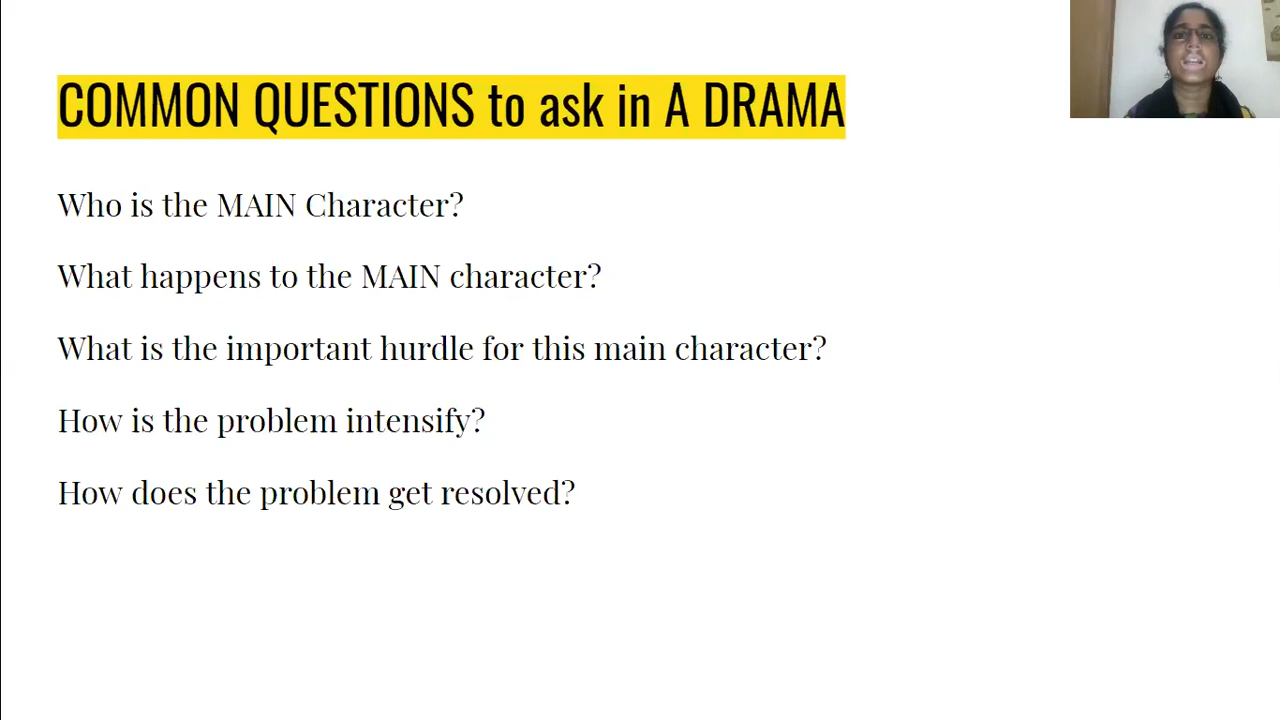 COMMON QUESTIONS to ask in A DRAMA
Who is the MAIN Character?
What happens to the MAIN character?
What is the important hurdle for this main character?
How is the problem intensify?
How does the problem get resolved?